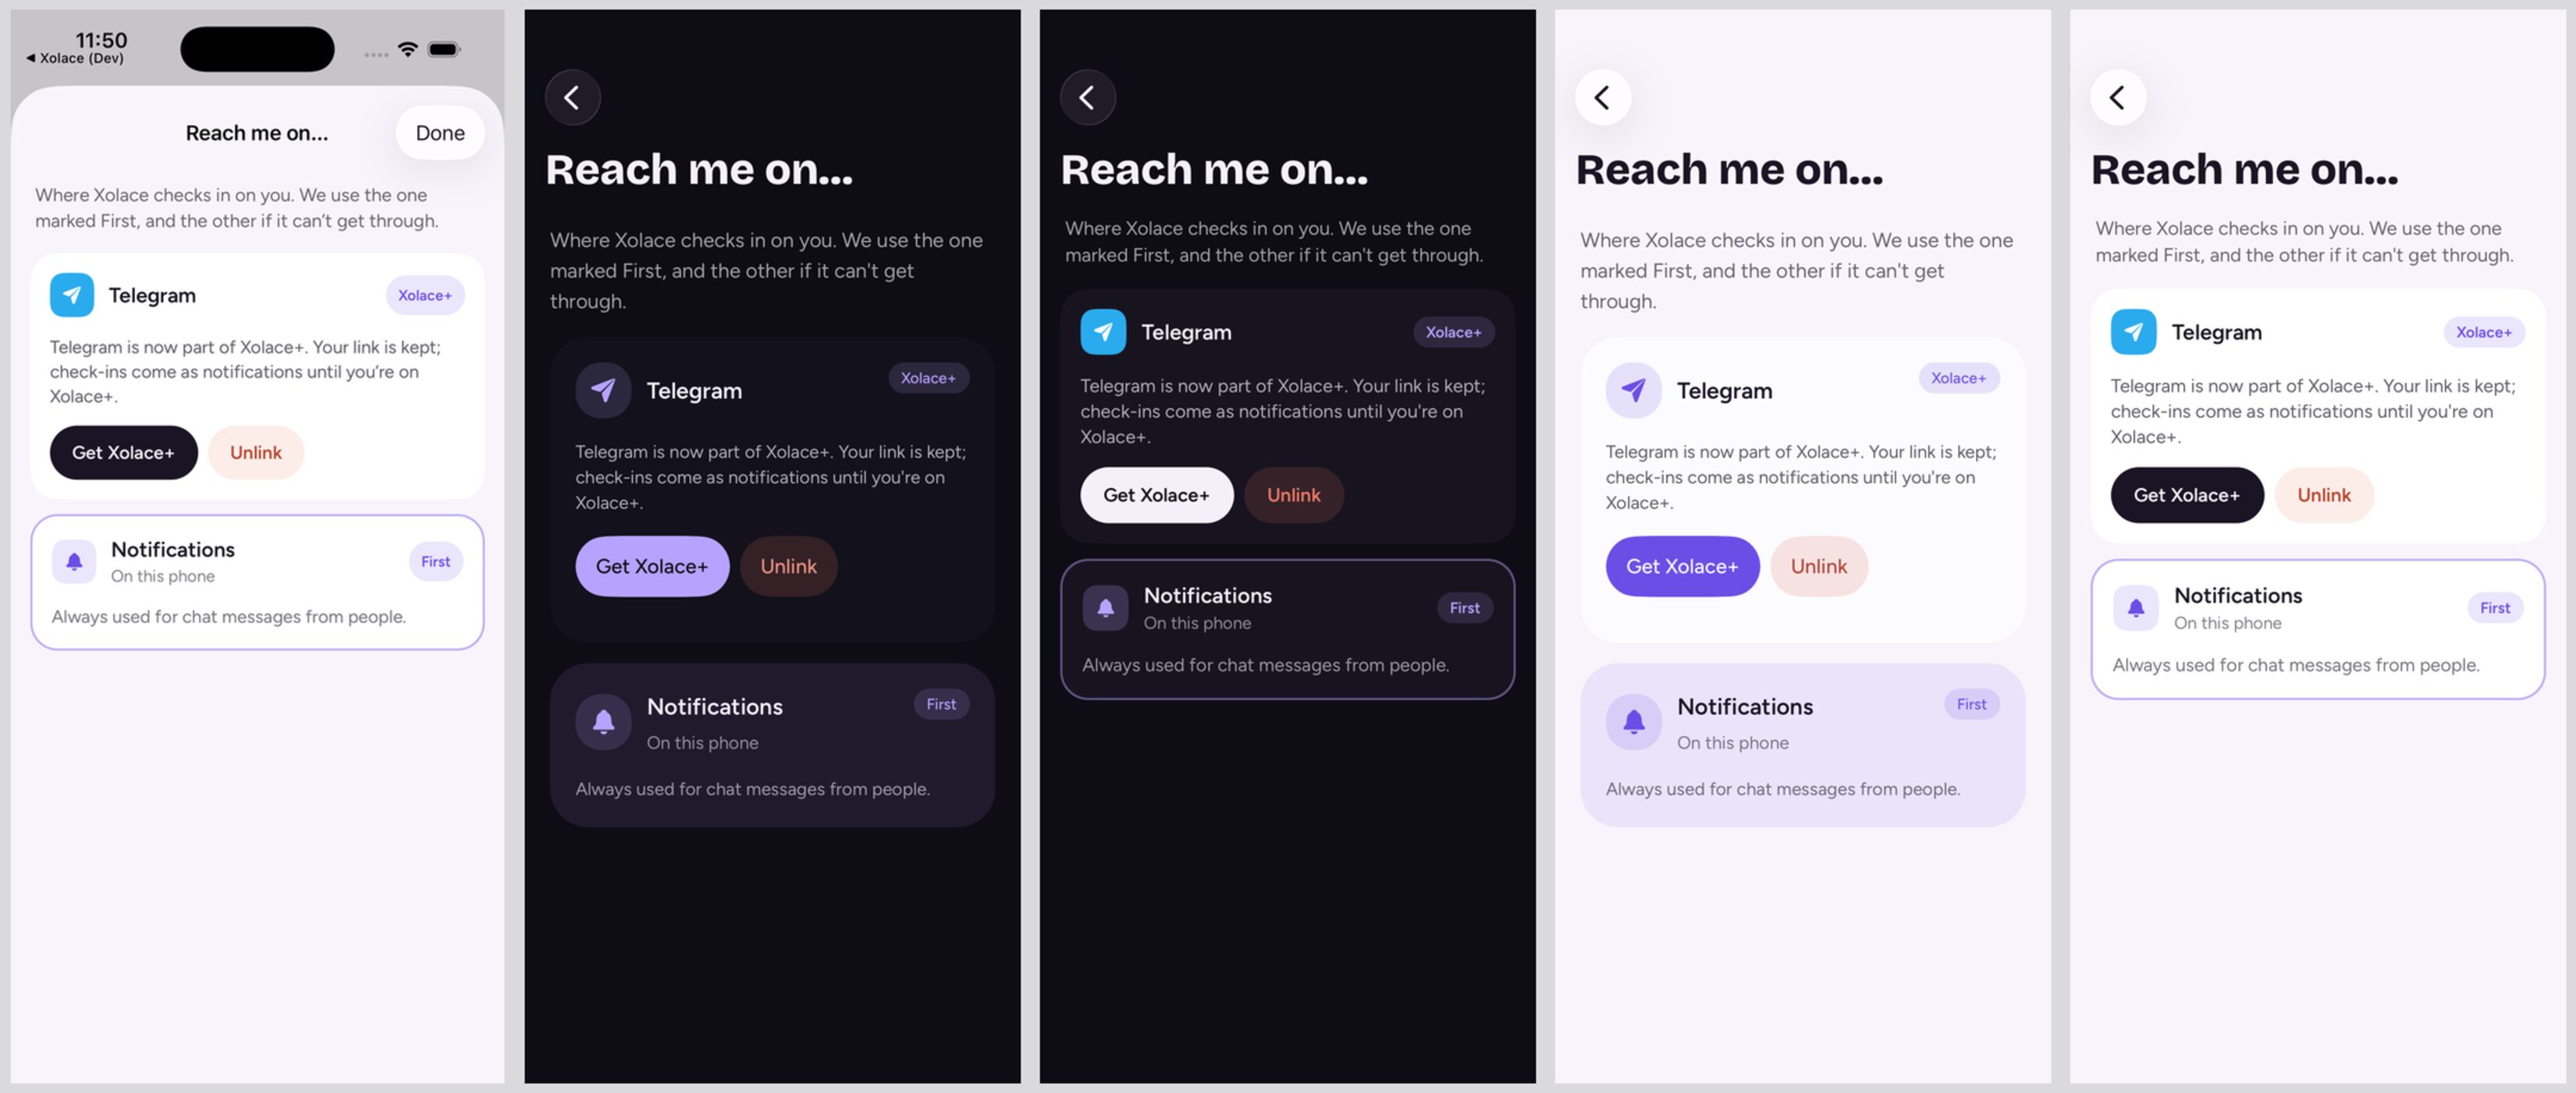 11:50
◀ Xolace (Dev)
Reach me on...
Done
Where Xolace checks in on you. We use the one
marked First, and the other if it can’t get through.
Telegram
Xolace+
Telegram is now part of Xolace+. Your link is kept;
check-ins come as notifications until you’re on
Xolace+.
Get Xolace+
Unlink
Notifications
First
On this phone
Always used for chat messages from people.
Reach me on...
Where Xolace checks in on you. We use the one
marked First, and the other if it can't get
through.
Telegram
Xolace+
Telegram is now part of Xolace+. Your link is kept;
check-ins come as notifications until you're on
Xolace+.
Get Xolace+
Unlink
Notifications
First
On this phone
Always used for chat messages from people.
Reach me on...
Where Xolace checks in on you. We use the one
marked First, and the other if it can't get through.
Telegram
Xolace+
Telegram is now part of Xolace+. Your link is kept;
check-ins come as notifications until you're on
Xolace+.
Get Xolace+
Unlink
Notifications
First
On this phone
Always used for chat messages from people.
Reach me on...
Where Xolace checks in on you. We use the one
marked First, and the other if it can't get
through.
Telegram
Xolace+
Telegram is now part of Xolace+. Your link is kept;
check-ins come as notifications until you're on
Xolace+.
Get Xolace+
Unlink
Notifications
First
On this phone
Always used for chat messages from people.
Reach me on...
Where Xolace checks in on you. We use the one
marked First, and the other if it can't get through.
Telegram
Xolace+
Telegram is now part of Xolace+. Your link is kept;
check-ins come as notifications until you're on
Xolace+.
Get Xolace+
Unlink
Notifications
First
On this phone
Always used for chat messages from people.